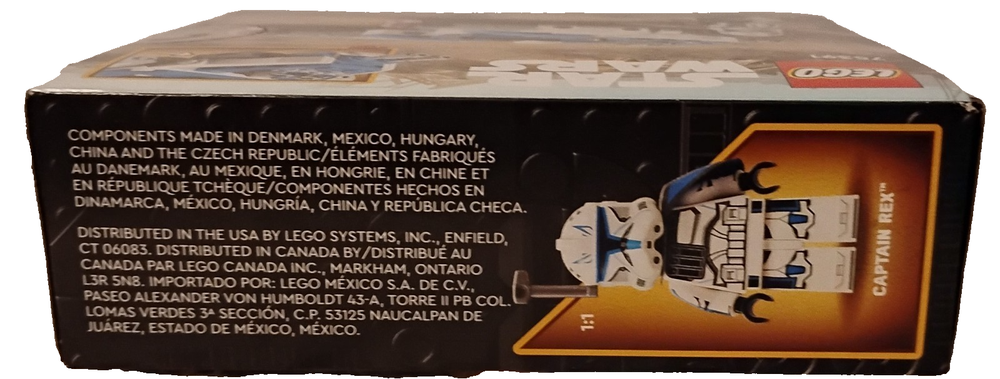 COMPONENTS MADE IN DENMARK, MEXICO, HUNGARY,
CHINA AND THE CZECH REPUBLIC/ÉLÉMENTS FABRIQUÉS
AU DANEMARK, AU MEXIQUE, EN HONGRIE, EN CHINE ET
EN RÉPUBLIQUE TCHÈQUE/COMPONENTES HECHOS EN
DINAMARCA, MÉXICO, HUNGRÍA, CHINA Y REPÚBLICA CHECA.
DISTRIBUTED IN THE USA BY LEGO SYSTEMS, INC., ENFIELD,
CT 06083. DISTRIBUTED IN CANADA BY/DISTRIBUÉ AU
CANADA PAR LEGO CANADA INC., MARKHAM, ONTARIO
L3R 5N8. IMPORTADO POR: LEGO MÉXICO S.A. DE C.V.,
PASEO ALEXANDER VON HUMBOLDT 43-A, TORRE II PB COL.
LOMAS VERDES 3ª SECCIÓN, C.P. 53125 NAUCALPAN DE
JUÁREZ, ESTADO DE MÉXICO, MÉXICO.
1:1
CAPTAIN REX™
STAR
WARS
LEGO